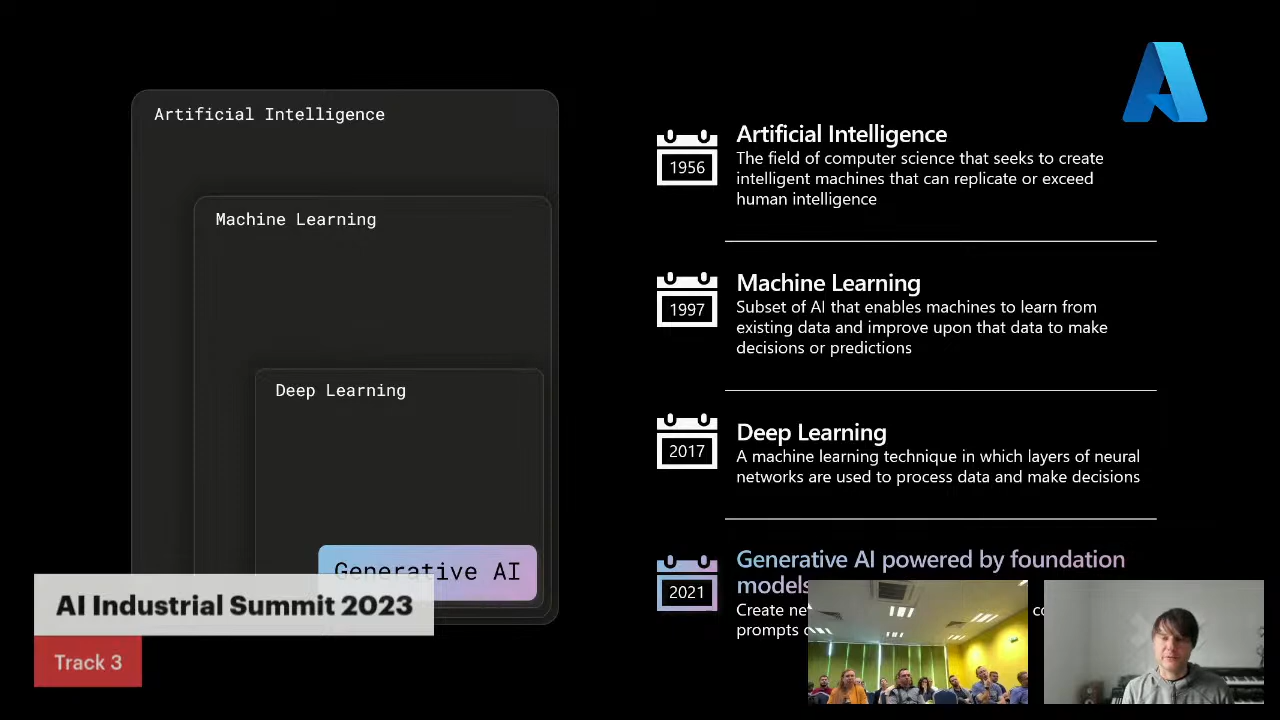 Artificial Intelligence
Machine Learning
Deep Learning
Generative AI
1956
Artificial Intelligence
The field of computer science that seeks to create
intelligent machines that can replicate or exceed
human intelligence
1997
Machine Learning
Subset of AI that enables machines to learn from
existing data and improve upon that data to make
decisions or predictions
2017
Deep Learning
A machine learning technique in which layers of neural
networks are used to process data and make decisions
2021
Generative AI powered by foundation
models
Create
prompts
AI Industrial Summit 2023
Track 3